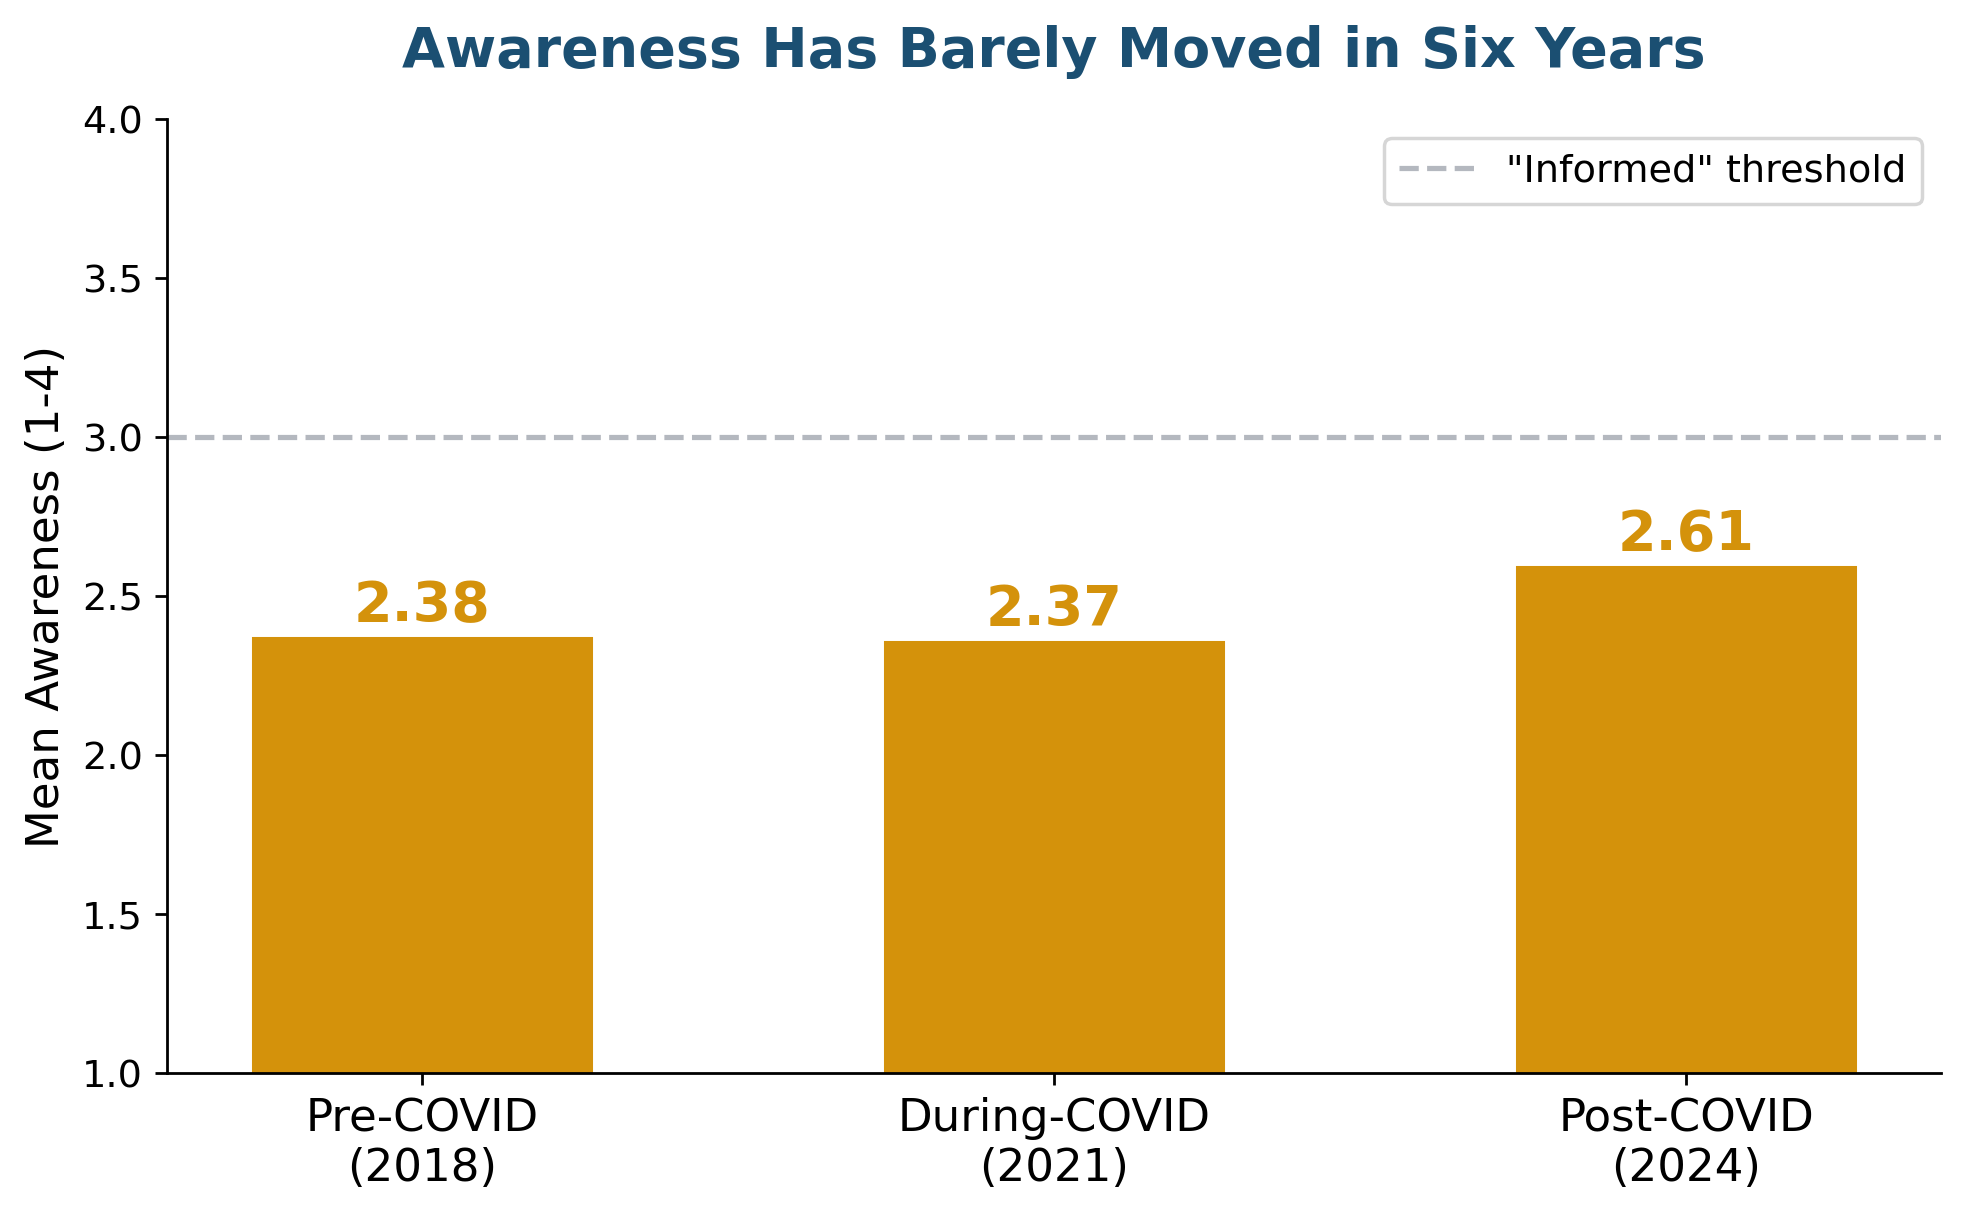 Awareness Has Barely Moved in Six Years
4.0
"Informed" threshold
3.5
3.0
2.5
2.0
1.5
1.0
Mean Awareness (1-4)
2.38
2.37
2.61
Pre-COVID
(2018)
During-COVID
(2021)
Post-COVID
(2024)